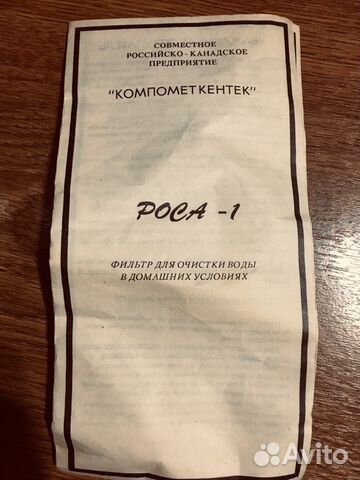 СОВМЕСТНОЕ
РОССИЙСКО - КАНАДСКОЕ
ПРЕДПРИЯТИЕ
"КОМПОМЕТ КЕНТЕК"
РОСА -1
ФИЛЬТР ДЛЯ ОЧИСТКИ ВОДЫ
В ДОМАШНИХ УСЛОВИЯХ
Avito